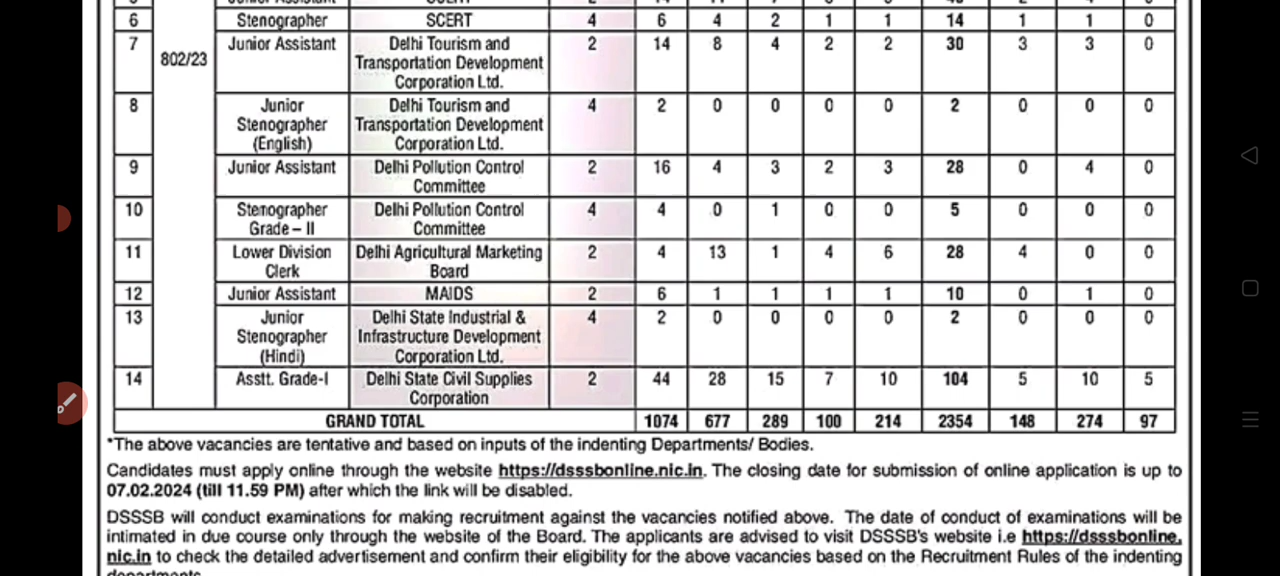 6 Stenographer SCERT 4 6 4 2 1 1 14 1 1 0
7 Junior Assistant Delhi Tourism and 2 14 8 4 2 2 30 3 3 0
802/23 Transportation Development
Corporation Ltd.
8 Junior Delhi Tourism and 4 2 0 0 0 0 2 0 0 0
Stenographer Transportation Development
(English) Corporation Ltd.
9 Junior Assistant Delhi Pollution Control 2 16 4 3 2 3 28 0 4 0
Committee
10 Stenographer Delhi Pollution Control 4 4 0 1 0 0 5 0 0 0
Grade – II Committee
11 Lower Division Delhi Agricultural Marketing 2 4 13 1 4 6 28 4 0 0
Clerk Board
12 Junior Assistant MAIDS 2 6 1 1 1 1 10 0 1 0
13 Junior Delhi State Industrial & 4 2 0 0 0 0 2 0 0 0
Stenographer Infrastructure Development
(Hindi) Corporation Ltd.
14 Asstt. Grade-I Delhi State Civil Supplies 2 44 28 15 7 10 104 5 10 5
Corporation
GRAND TOTAL 1074 677 289 100 214 2354 148 274 97
*The above vacancies are tentative and based on inputs of the indenting Departments/ Bodies.
Candidates must apply online through the website https://dsssbonline.nic.in. The closing date for submission of online application is up to
07.02.2024 (till 11.59 PM) after which the link will be disabled.
DSSSB will conduct examinations for making recruitment against the vacancies notified above. The date of conduct of examinations will be
intimated in due course only through the website of the Board. The applicants are advised to visit DSSSB's website i.e https://dsssbonline.
nic.in to check the detailed advertisement and confirm their eligibility for the above vacancies based on the Recruitment Rules of the indenting
departments.